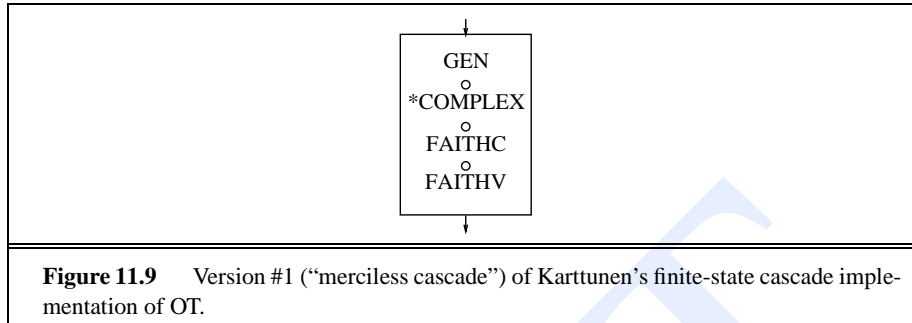 GEN
*COMPLEX
FAITHC
FAITHV
Figure 11.9 Version #1 (“merciless cascade”) of Karttunen’s finite-state cascade imple-
mentation of OT.